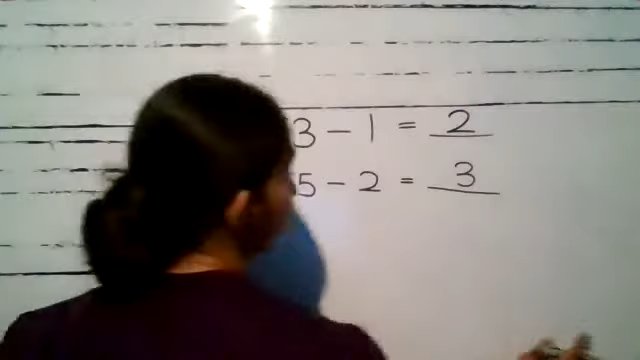 3 - 1 = 2
5 - 2 = 3